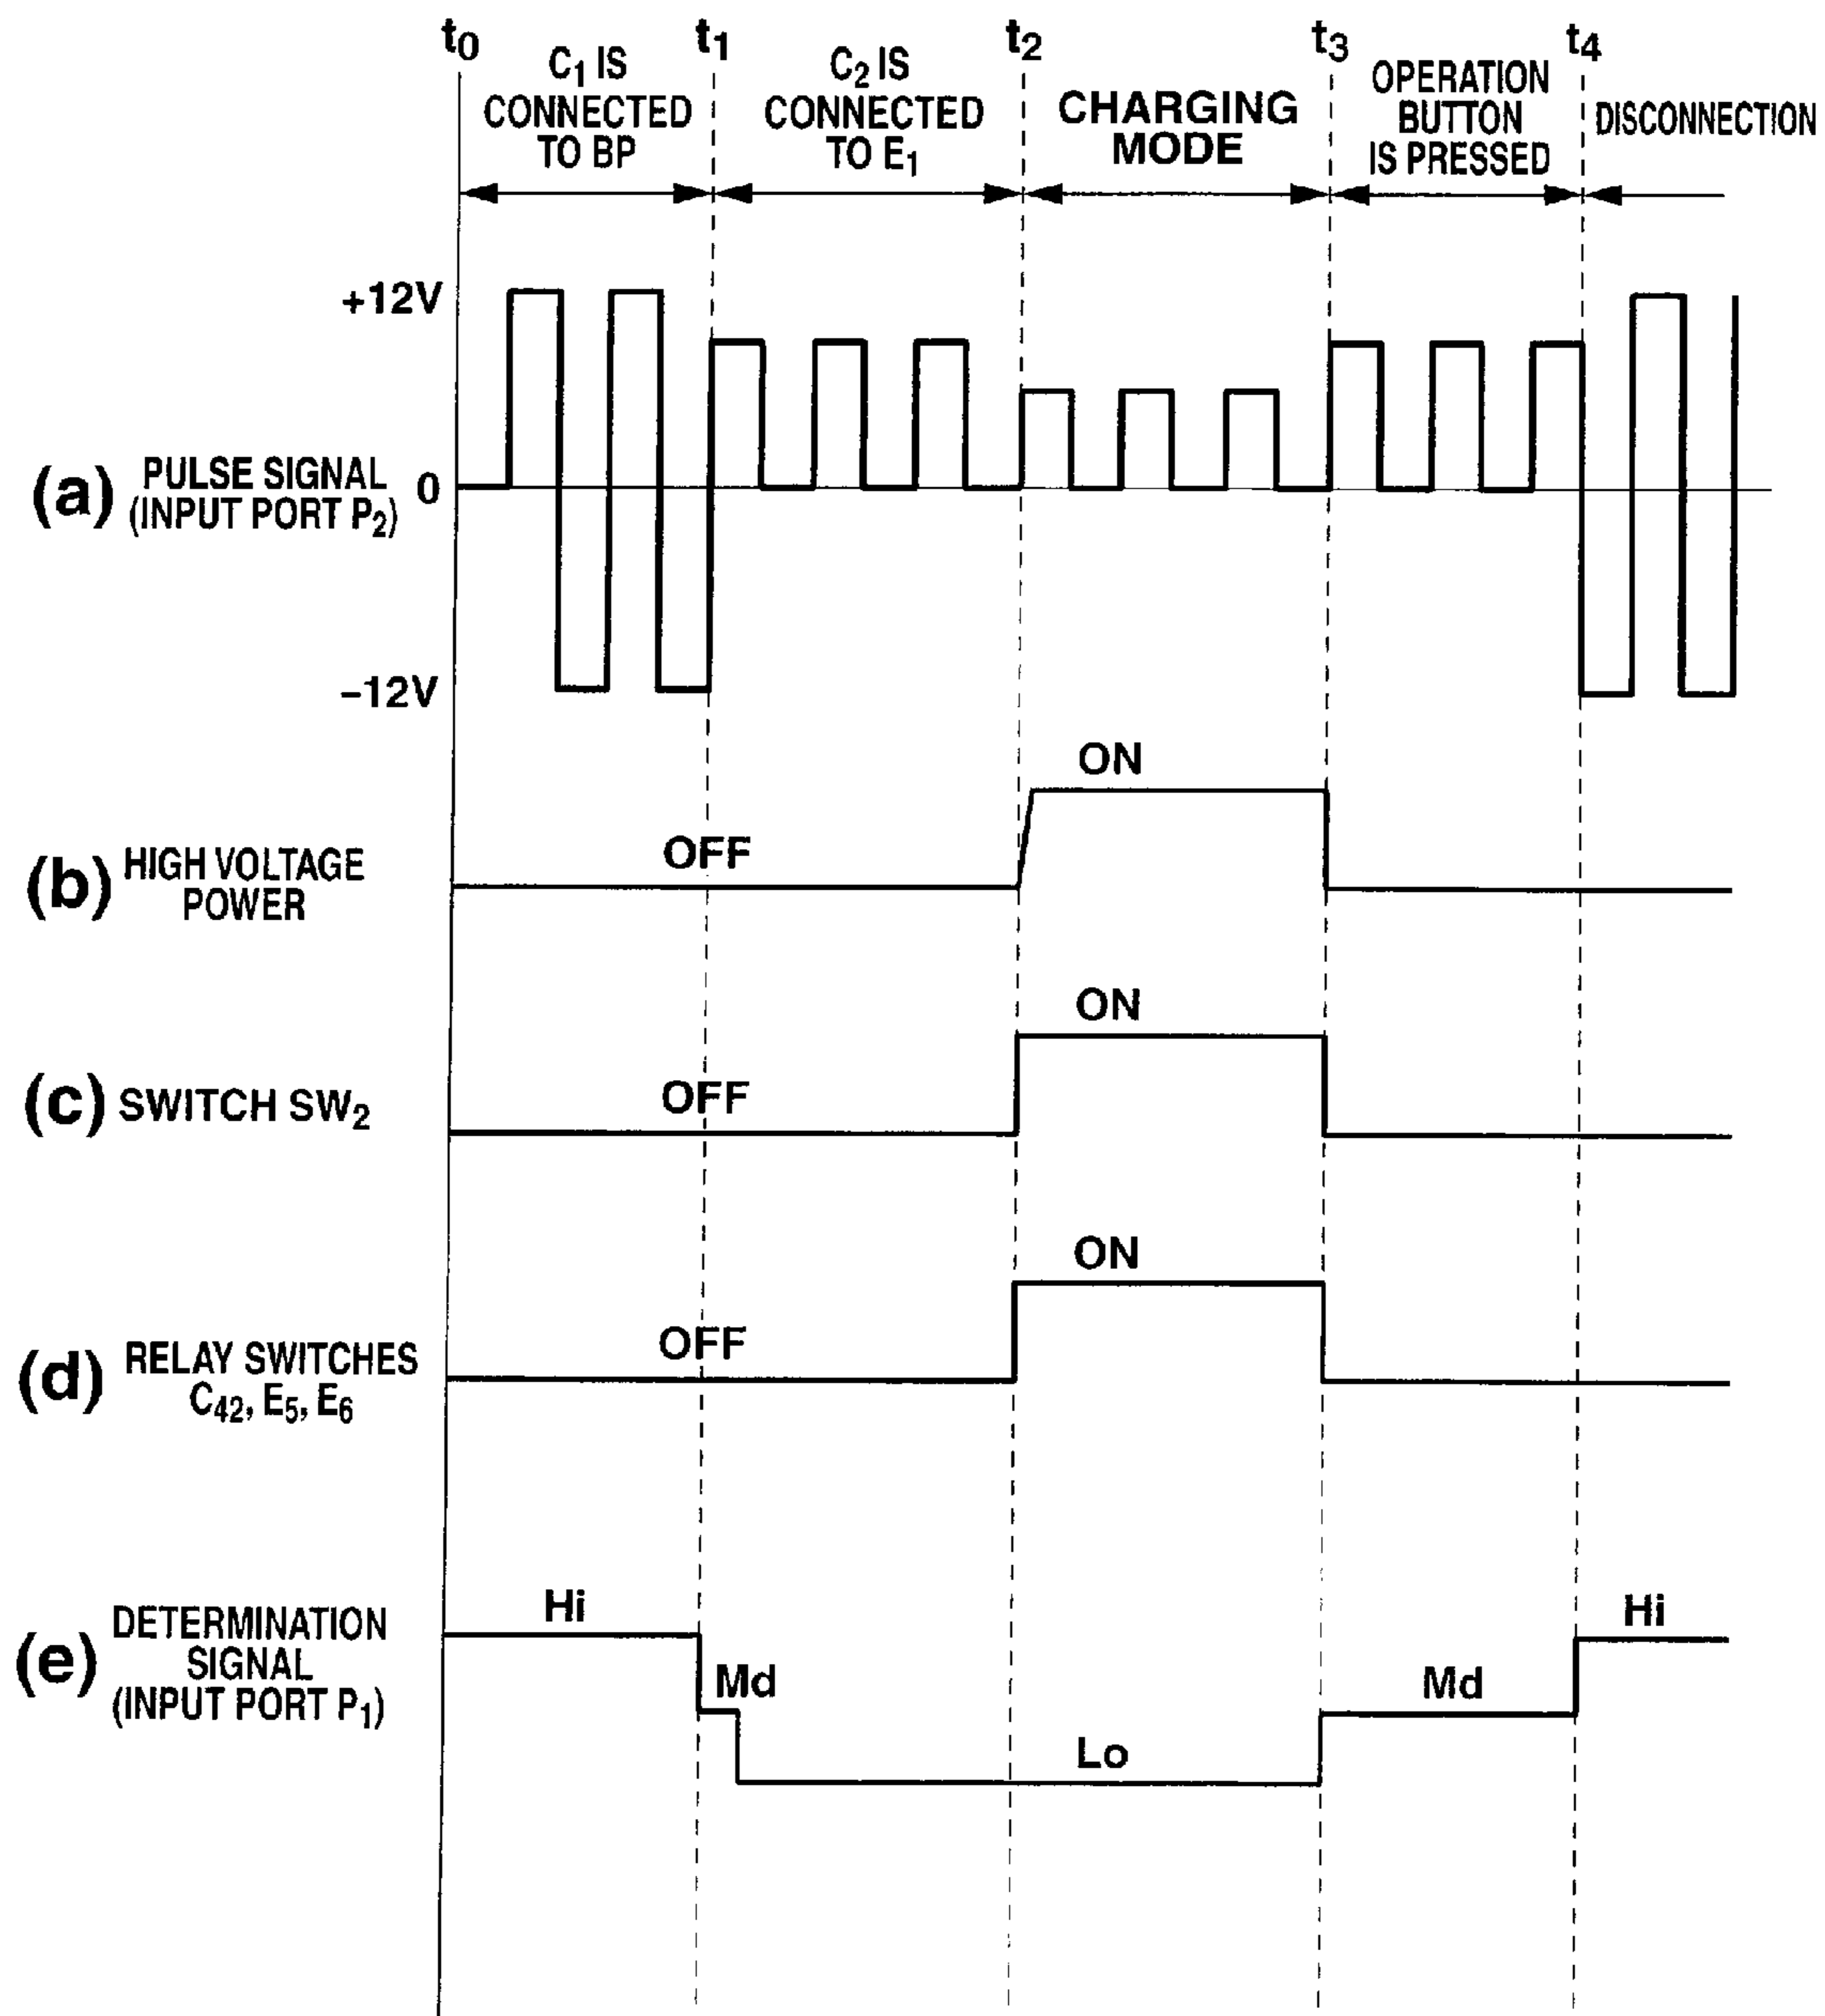 t0 t1 t2 t3 t4
C1 IS
CONNECTED
TO BP
C2 IS
CONNECTED
TO E1
CHARGING
MODE
OPERATION
BUTTON
IS PRESSED
DISCONNECTION
+12V
(a) PULSE SIGNAL
(INPUT PORT P2)
0
−12V
ON
(b) HIGH VOLTAGE
POWER
OFF
ON
(c) SWITCH SW2
OFF
ON
(d) RELAY SWITCHES
C42, E5, E6
OFF
(e) DETERMINATION
SIGNAL
(INPUT PORT P1)
Hi
Md
Lo
Md
Hi